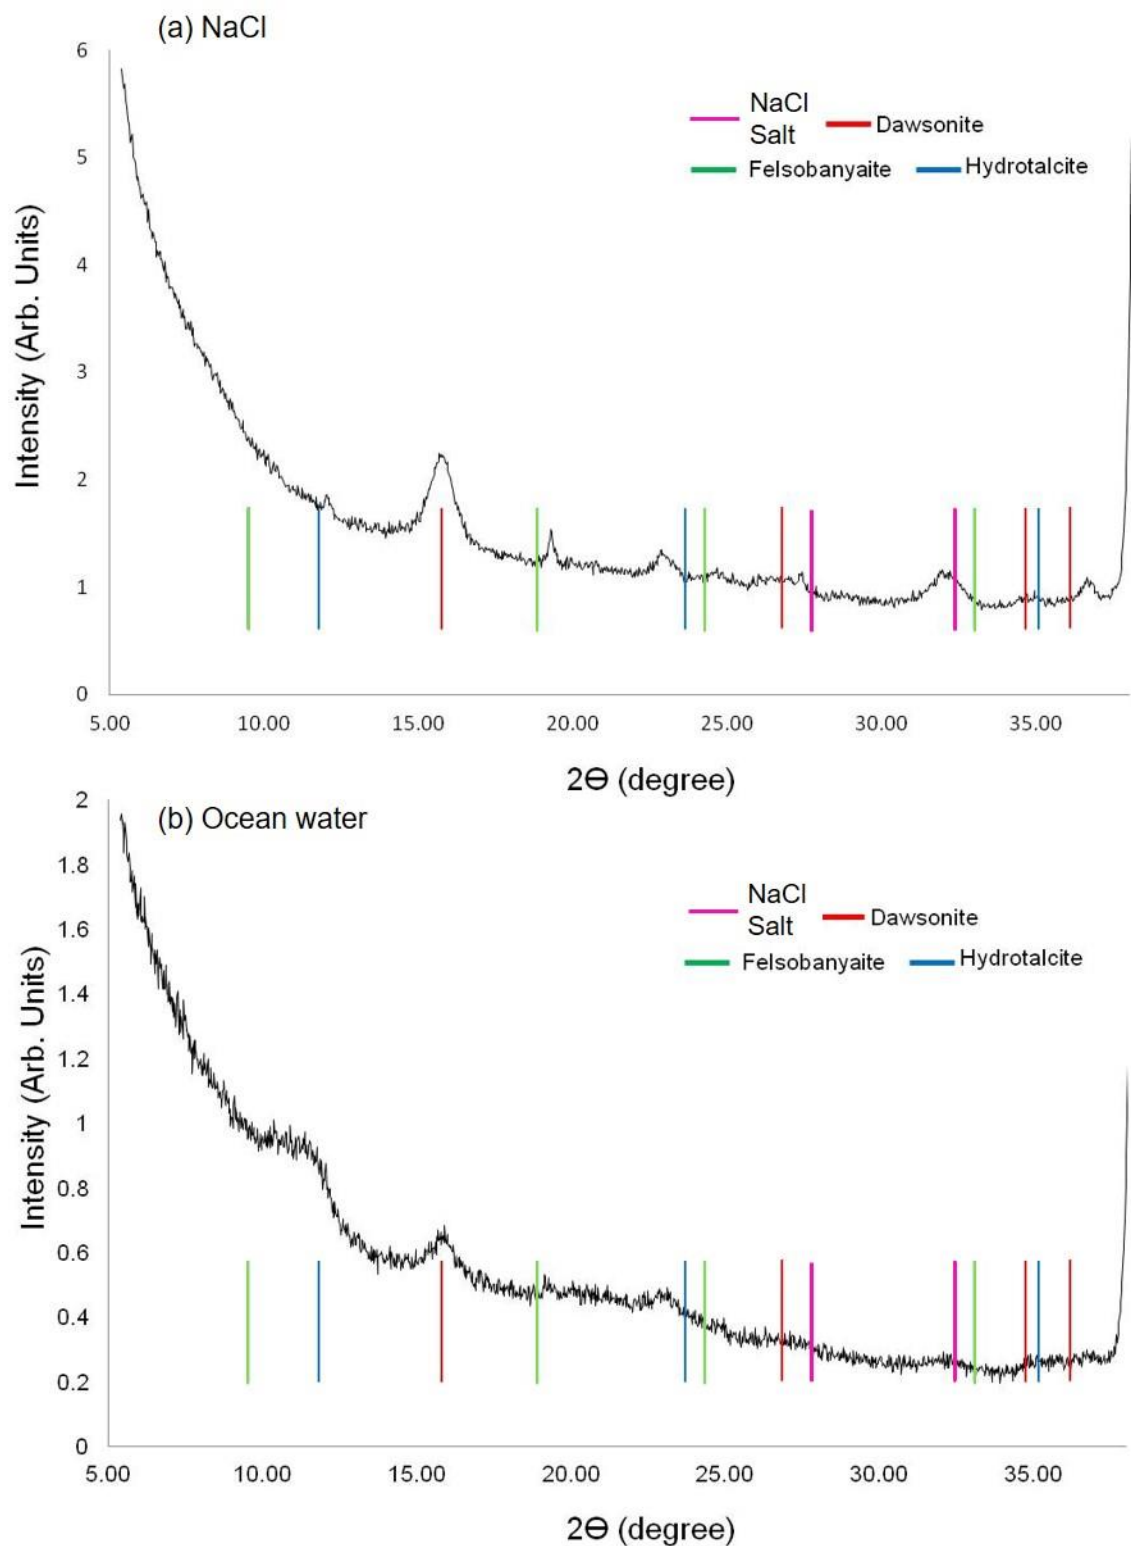 (a) NaCl
6
5
4
3
2
1
0
Intensity (Arb. Units)
NaCl
Salt
Dawsonite
Felsobanyaite
Hydrotalcite
5.00 10.00 15.00 20.00 25.00 30.00 35.00
2Θ (degree)
(b) Ocean water
2
1.8
1.6
1.4
1.2
1
0.8
0.6
0.4
0.2
0
Intensity (Arb. Units)
NaCl
Salt
Dawsonite
Felsobanyaite
Hydrotalcite
5.00 10.00 15.00 20.00 25.00 30.00 35.00
2Θ (degree)